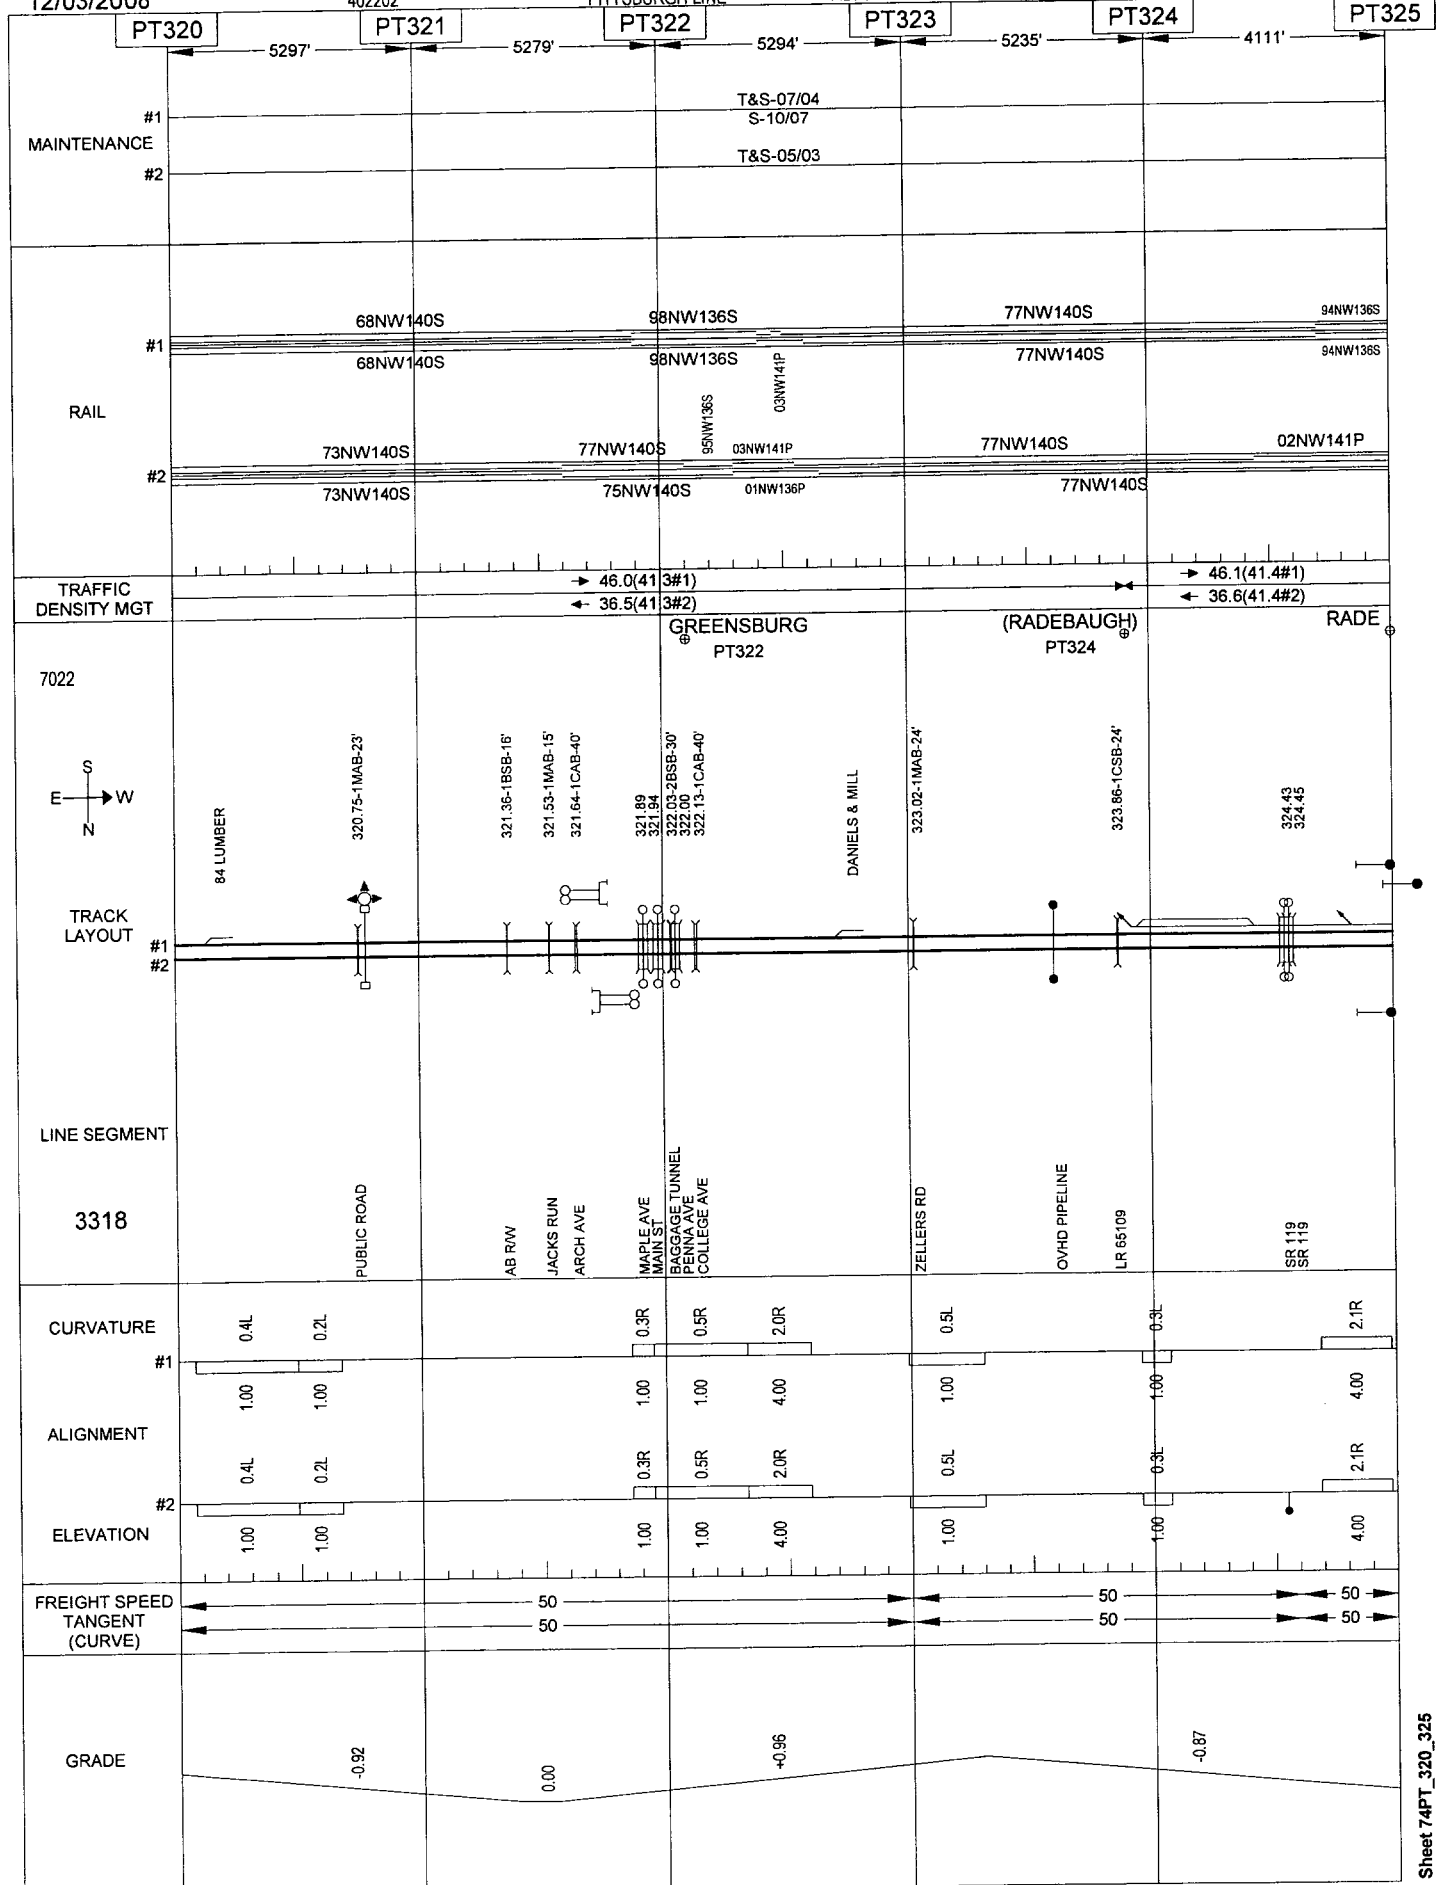 12/03/2008
402202
PITTSBURGH LINE
PT320 PT321 PT322 PT323 PT324 PT325
5297' 5279' 5294' 5235' 4111'
MAINTENANCE
#1
T&S-07/04
S-10/07
#2
T&S-05/03
RAIL
68NW140S 98NW136S 77NW140S 94NW136S
#1
68NW140S 98NW136S 77NW140S 94NW136S
03NW141P
95NW136S
73NW140S 77NW140S 03NW141P 77NW140S 02NW141P
#2
73NW140S 75NW140S 01NW136P 77NW140S
TRAFFIC
DENSITY MGT
→ 46.0(41.3#1) → 46.1(41.4#1)
← 36.5(41.3#2) ← 36.6(41.4#2)
GREENSBURG (RADEBAUGH) RADE
PT322 PT324
7022
S
E W
N
84 LUMBER
320.75-1MAB-23'
321.36-1BSB-16'
321.53-1MAB-15'
321.64-1CAB-40'
321.89
321.94
322.03-2BSB-30'
322.00
322.13-1CAB-40'
DANIELS & MILL
323.02-1MAB-24'
323.86-1CSB-24'
324.43
324.45
TRACK
LAYOUT
#1
#2
LINE SEGMENT
3318
PUBLIC ROAD
AB R/W
JACKS RUN
ARCH AVE
MAPLE AVE
MAIN ST
BAGGAGE TUNNEL
PENNA AVE
COLLEGE AVE
ZELLERS RD
OVHD PIPELINE
LR 65109
SR 119
SR 119
CURVATURE
0.4L 0.2L 0.3R 0.5R 2.0R 0.5L 0.3L 2.1R
#1
1.00 1.00 1.00 1.00 4.00 1.00 1.00 4.00
ALIGNMENT
0.4L 0.2L 0.3R 0.5R 2.0R 0.5L 0.3L 2.1R
#2
ELEVATION
1.00 1.00 1.00 1.00 4.00 1.00 1.00 4.00
FREIGHT SPEED
TANGENT
(CURVE)
50 50 50
50 50 50
GRADE
-0.92 0.00 +0.96 -0.87
Sheet 74PT_320_325